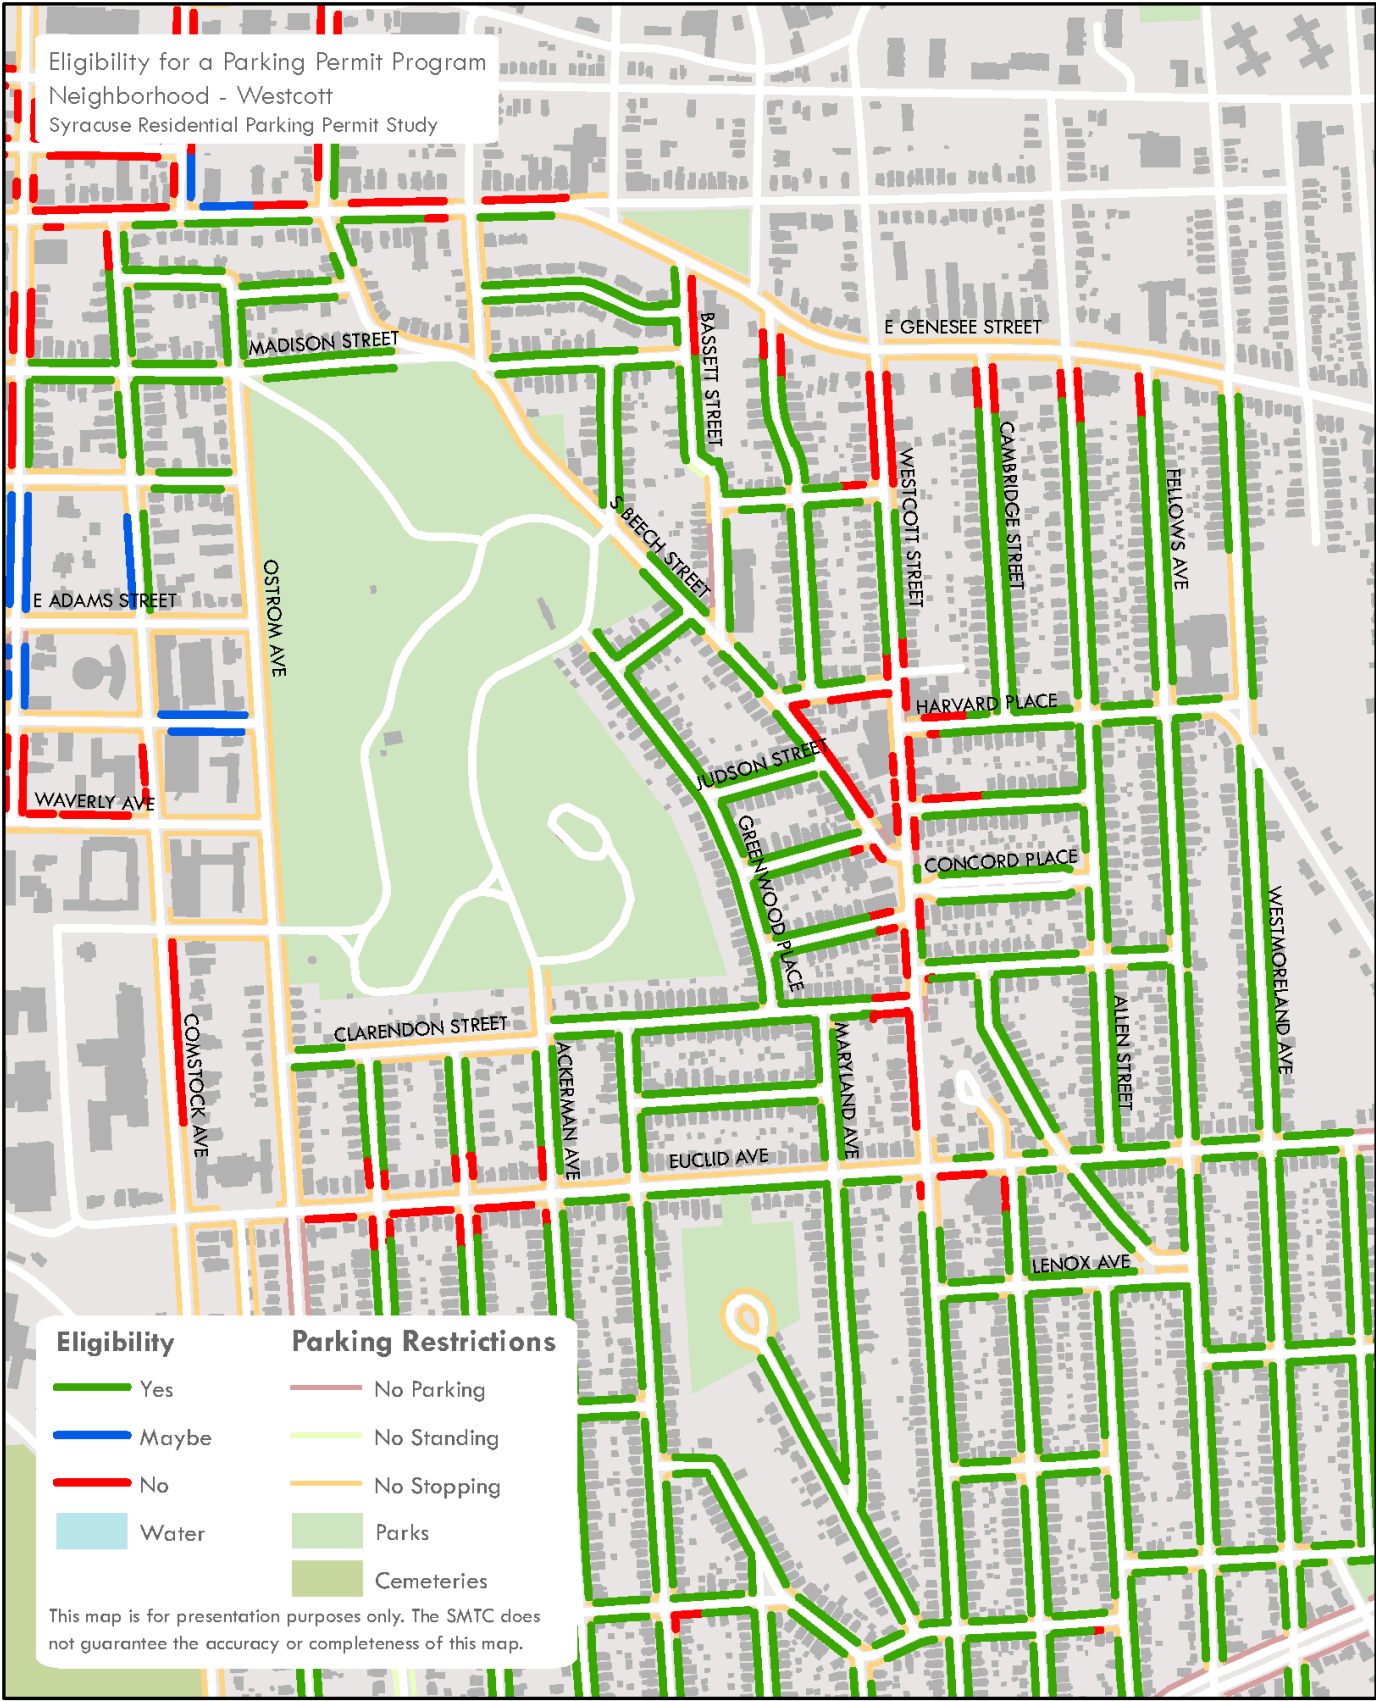 Eligibility for a Parking Permit Program
Neighborhood - Westcott
Syracuse Residential Parking Permit Study
E GENESEE STREET
MADISON STREET
BASSETT STREET
WESTCOTT STREET
CAMBRIDGE STREET
FELLOWS AVE
S BEECH STREET
E ADAMS STREET
OSTROM AVE
HARVARD PLACE
JUDSON STREET
WAVERLY AVE
GREENWOOD PLACE
CONCORD PLACE
WESTMORELAND AVE
CLARENDON STREET
COMSTOCK AVE
ACKERMAN AVE
MARYLAND AVE
ALLEN STREET
EUCLID AVE
LENOX AVE
Eligibility
Yes
Maybe
No
Water
Parking Restrictions
No Parking
No Standing
No Stopping
Parks
Cemeteries
This map is for presentation purposes only. The SMTC does
not guarantee the accuracy or completeness of this map.